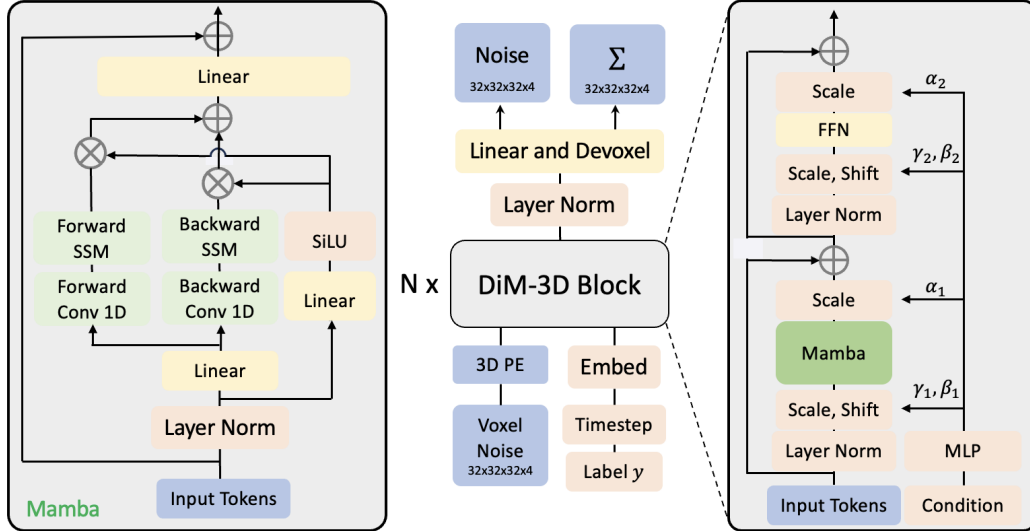 Linear
Forward
SSM
Backward
SSM
SiLU
Forward
Conv 1D
Backward
Conv 1D
Linear
Linear
Layer Norm
Input Tokens
Mamba
Noise
32x32x32x4
Σ
32x32x32x4
Linear and Devoxel
Layer Norm
N x
DiM-3D Block
3D PE
Embed
Voxel
Noise
32x32x32x4
Timestep
Label y
Scale
α₂
FFN
Scale, Shift
γ₂, β₂
Layer Norm
Scale
α₁
Mamba
Scale, Shift
γ₁, β₁
Layer Norm
MLP
Input Tokens
Condition